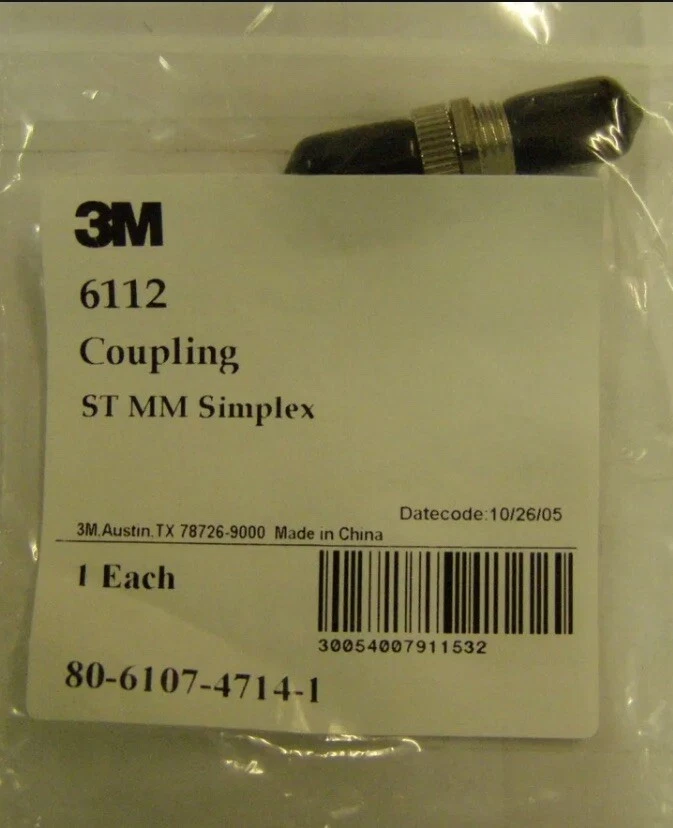 3M
6112
Coupling
ST MM Simplex
Datecode:10/26/05
3M,Austin,TX 78726-9000 Made in China
1 Each
30054007911532
80-6107-4714-1